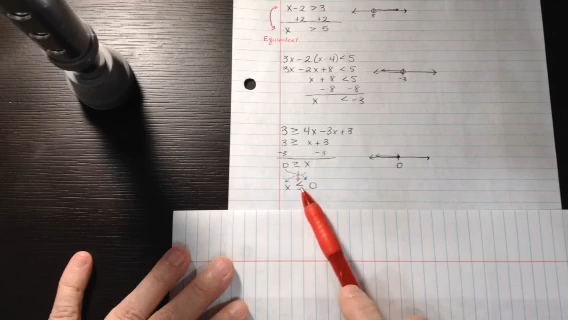 x - 2 > 3
+2 +2
x > 5
5
Equivalent
3x - 2(x-4) < 5
3x - 2x + 8 < 5
x + 8 < 5
- 8 - 8
x < -3
-3
3 ≥ 4x - 3x + 3
3 ≥ x + 3
-3 -3
0 ≥ x
0
x ≤ 0